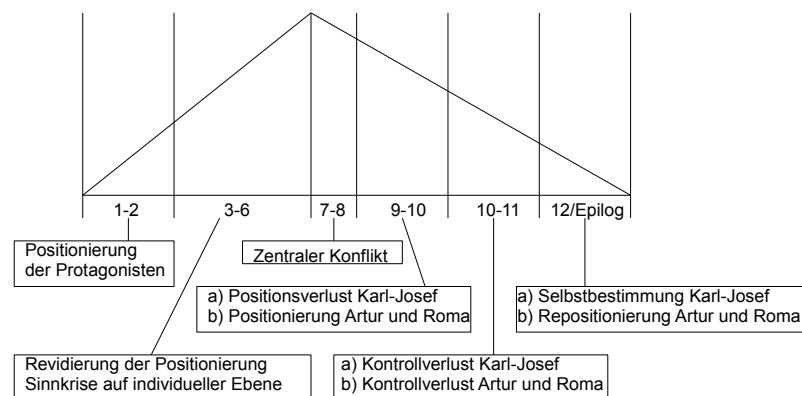 1-2
3-6
7-8
9-10
10-11
12/Epilog
Positionierung
der Protagonisten
Zentraler Konflikt
a) Positionsverlust Karl-Josef
b) Positionierung Artur und Roma
a) Selbstbestimmung Karl-Josef
b) Repositionierung Artur und Roma
Revidierung der Positionierung
Sinnkrise auf individueller Ebene
a) Kontrollverlust Karl-Josef
b) Kontrollverlust Artur und Roma